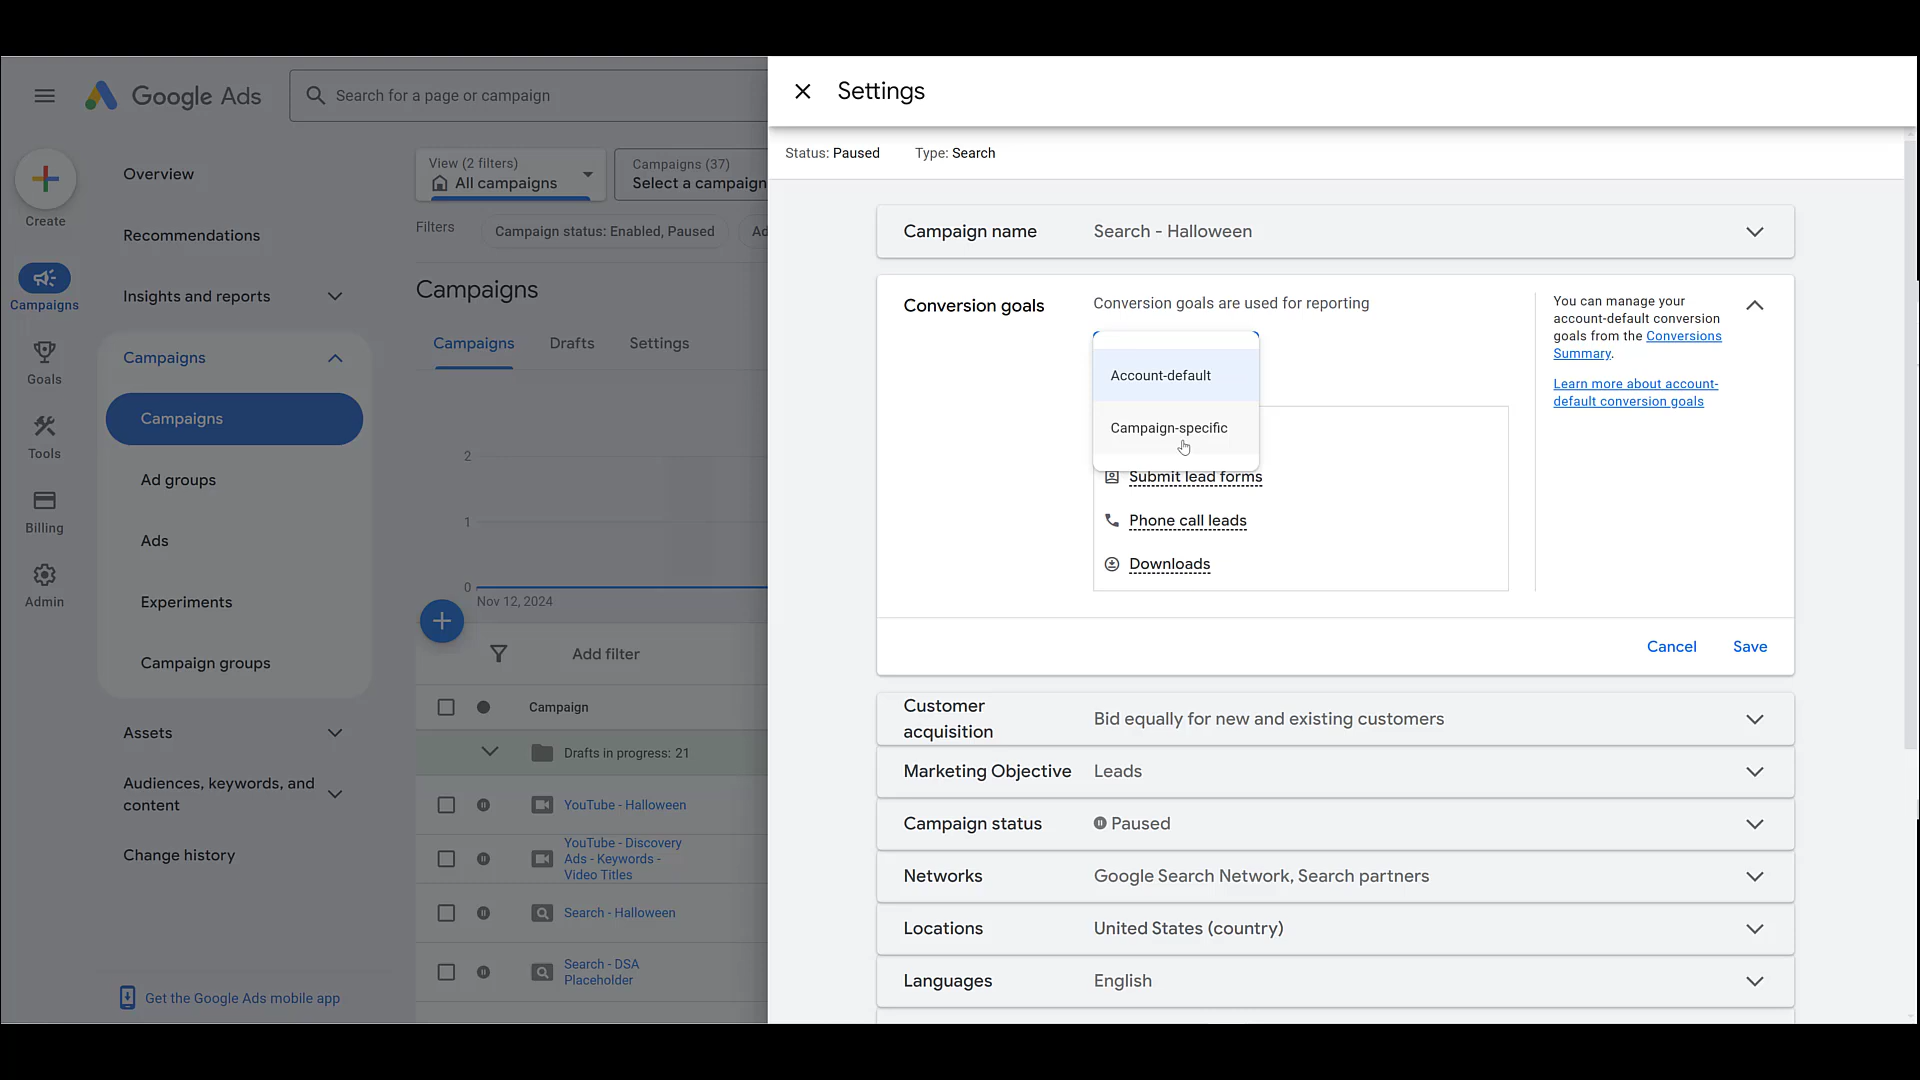 Google Ads
Search for a page or campaign
Create
Campaigns
Goals
Tools
Billing
Admin
Overview
Recommendations
Insights and reports
Campaigns
Campaigns
Ad groups
Ads
Experiments
Campaign groups
Assets
Audiences, keywords, and
content
Change history
Get the Google Ads mobile app
View (2 filters)
All campaigns
Campaigns (37)
Select a campaign
Filters
Campaign status: Enabled, Paused
Ad
Campaigns
Campaigns
Drafts
Settings
2
1
0
Nov 12, 2024
Add filter
Campaign
Drafts in progress: 21
YouTube - Halloween
YouTube - Discovery
Ads - Keywords -
Video Titles
Search - Halloween
Search - DSA
Placeholder
Settings
Status: Paused
Type: Search
Campaign name
Search - Halloween
Conversion goals
Conversion goals are used for reporting
Account-default
Campaign-specific
Submit lead forms
Phone call leads
Downloads
You can manage your
account-default conversion
goals from the Conversions
Summary.
Learn more about account-
default conversion goals
Cancel
Save
Customer
acquisition
Bid equally for new and existing customers
Marketing Objective
Leads
Campaign status
Paused
Networks
Google Search Network, Search partners
Locations
United States (country)
Languages
English